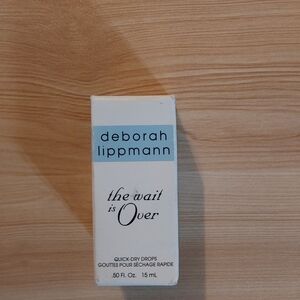 deborah
lippmann
the wait
is Over
QUICK-DRY DROPS
GOUTTES POUR SÉCHAGE RAPIDE
.50 Fl. Oz. 15 mL